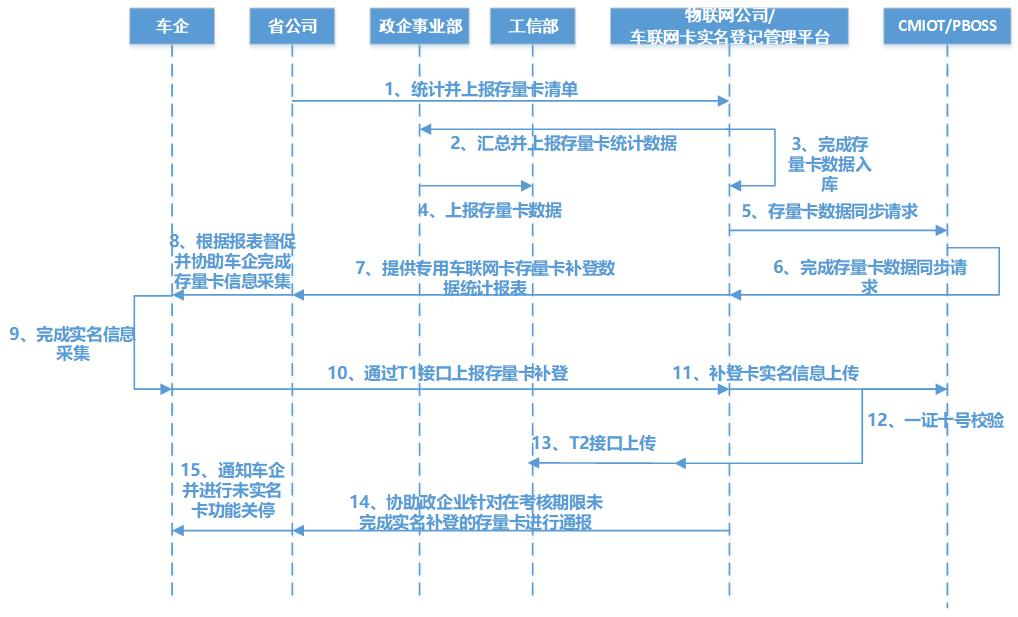 车企
省公司
政企事业部
工信部
物联网公司/
车联网卡实名登记管理平台
CMIOT/PBOSS
1、统计并上报存量卡清单
2、汇总并上报存量卡统计数据
3、完成存
量卡数据入
库
4、上报存量卡数据
5、存量卡数据同步请求
6、完成存量卡数据同步请
求
7、提供专用车联网卡存量卡补登数
据统计报表
8、根据报表督促
并协助车企完成
存量卡信息采集
9、完成实名信息
采集
10、通过T1接口上报存量卡补登
11、补登卡实名信息上传
12、一证十号校验
13、T2接口上传
14、协助政企业针对在考核期限未
完成实名补登的存量卡进行通报
15、通知车企
并进行未实名
卡功能关停